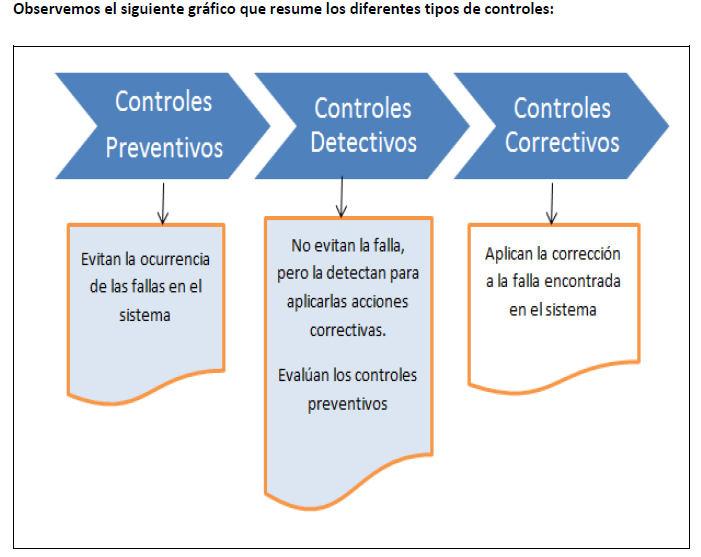 Observemos el siguiente gráfico que resume los diferentes tipos de controles:
Controles
Preventivos
Controles
Detectivos
Controles
Correctivos
Evitan la ocurrencia
de las fallas en el
sistema
No evitan la falla,
pero la detectan para
aplicarlas acciones
correctivas.
Evalúan los controles
preventivos
Aplican la corrección
a la falla encontrada
en el sistema